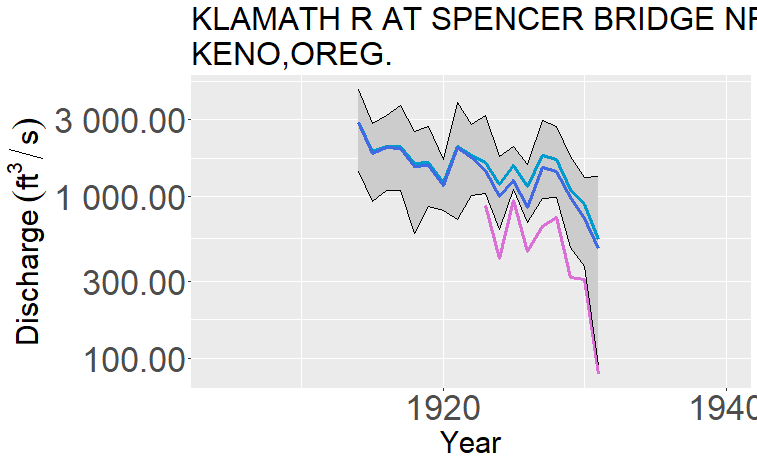 KLAMATH R AT SPENCER BRIDGE NR
KENO,OREG.
Discharge (ft³/s)
3 000.00
1 000.00
300.00
100.00
1920
1940
Year